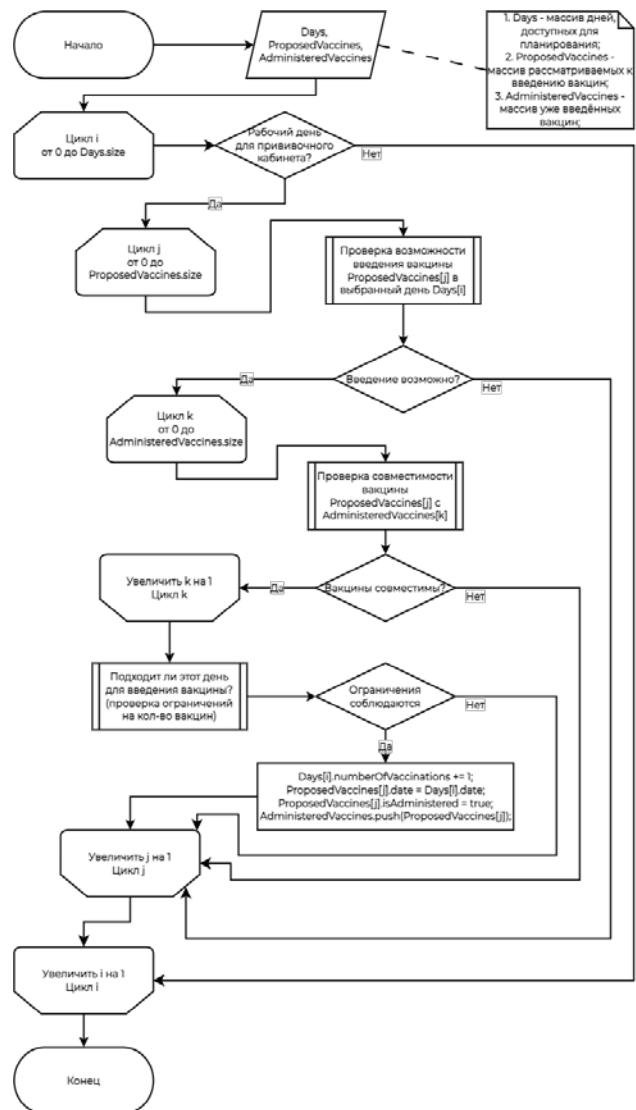 Начало
Days,
ProposedVaccines,
AdministeredVaccines
1. Days - массив дней,
доступных для
планирования;
2. ProposedVaccines -
массив рассматриваемых к
введению вакцин;
3. AdministeredVaccines -
массив уже введённых
вакцин;
Цикл i
от 0 до Days.size
Рабочий день
для прививочного
кабинета?
Нет
Да
Цикл j
от 0 до
ProposedVaccines.size
Проверка возможности
введения вакцины
ProposedVaccines[j] в
выбранный день Days[i]
Введение возможно?
Да
Нет
Цикл k
от 0 до
AdministeredVaccines.size
Проверка совместимости
вакцины
ProposedVaccines[j] с
AdministeredVaccines[k]
Вакцины совместимы?
Да
Нет
Увеличить k на 1
Цикл k
Подходит ли этот день
для введения вакцины?
(проверка ограничений
на кол-во вакцин)
Ограничения
соблюдаются
Нет
Да
Days[i].numberOfVaccinations += 1;
ProposedVaccines[j].date = Days[i].date;
ProposedVaccines[j].isAdministered = true;
AdministeredVaccines.push(ProposedVaccines[j]);
Увеличить j на 1
Цикл j
Увеличить i на 1
Цикл i
Конец